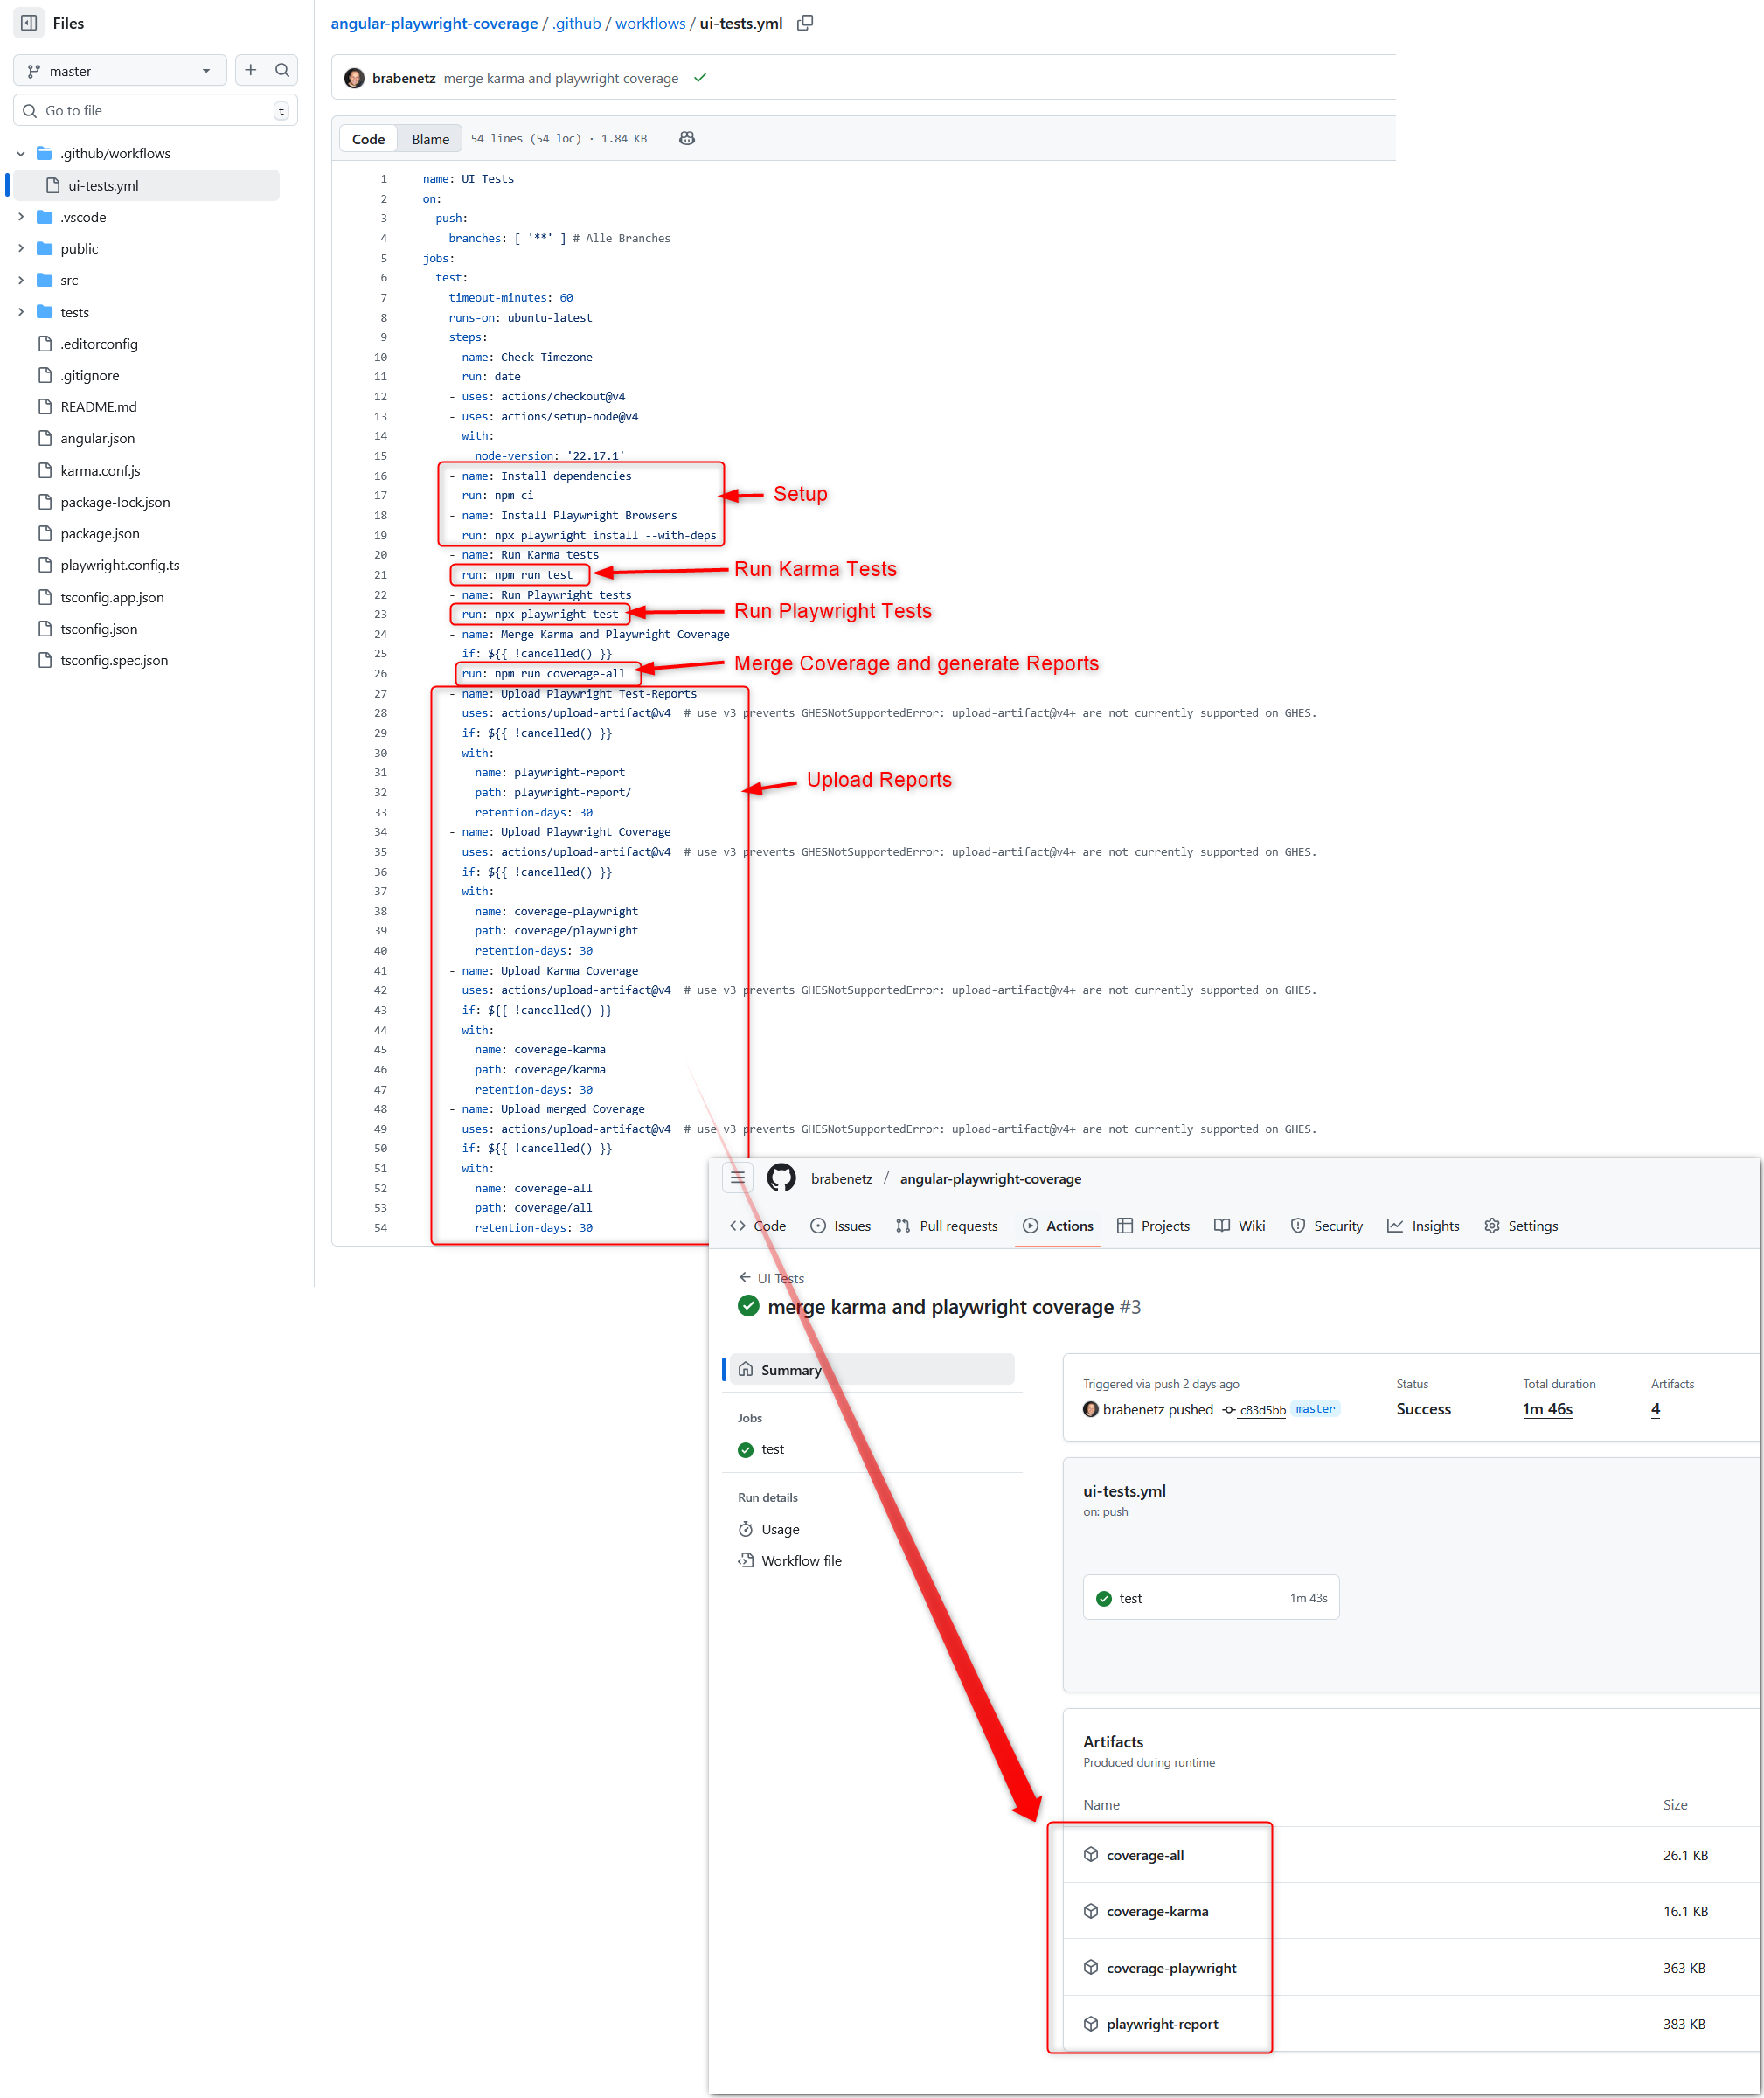 Files
master
Go to file
t
.github/workflows
ui-tests.yml
.vscode
public
src
tests
.editorconfig
.gitignore
README.md
angular.json
karma.conf.js
package-lock.json
package.json
playwright.config.ts
tsconfig.app.json
tsconfig.json
tsconfig.spec.json
angular-playwright-coverage / .github / workflows / ui-tests.yml
brabenetz merge karma and playwright coverage
Code Blame 54 lines (54 loc) · 1.84 KB
1 name: UI Tests
2 on:
3 push:
4 branches: [ '**' ] # Alle Branches
5 jobs:
6 test:
7 timeout-minutes: 60
8 runs-on: ubuntu-latest
9 steps:
10 - name: Check Timezone
11 run: date
12 - uses: actions/checkout@v4
13 - uses: actions/setup-node@v4
14 with:
15 node-version: '22.17.1'
16 - name: Install dependencies
17 run: npm ci
Setup
18 - name: Install Playwright Browsers
19 run: npx playwright install --with-deps
20 - name: Run Karma tests
21 run: npm run test
Run Karma Tests
22 - name: Run Playwright tests
23 run: npx playwright test
Run Playwright Tests
24 - name: Merge Karma and Playwright Coverage
25 if: ${{ !cancelled() }}
26 run: npm run coverage-all
Merge Coverage and generate Reports
27 - name: Upload Playwright Test-Reports
28 uses: actions/upload-artifact@v4 # use v3 prevents GHESNotSupportedError: upload-artifact@v4+ are not currently supported on GHES.
29 if: ${{ !cancelled() }}
30 with:
31 name: playwright-report
32 path: playwright-report/
Upload Reports
33 retention-days: 30
34 - name: Upload Playwright Coverage
35 uses: actions/upload-artifact@v4 # use v3 prevents GHESNotSupportedError: upload-artifact@v4+ are not currently supported on GHES.
36 if: ${{ !cancelled() }}
37 with:
38 name: coverage-playwright
39 path: coverage/playwright
40 retention-days: 30
41 - name: Upload Karma Coverage
42 uses: actions/upload-artifact@v4 # use v3 prevents GHESNotSupportedError: upload-artifact@v4+ are not currently supported on GHES.
43 if: ${{ !cancelled() }}
44 with:
45 name: coverage-karma
46 path: coverage/karma
47 retention-days: 30
48 - name: Upload merged Coverage
49 uses: actions/upload-artifact@v4 # use v3 prevents GHESNotSupportedError: upload-artifact@v4+ are not currently supported on GHES.
50 if: ${{ !cancelled() }}
51 with:
52 name: coverage-all
53 path: coverage/all
54 retention-days: 30
brabenetz / angular-playwright-coverage
Code Issues Pull requests Actions Projects Wiki Security Insights Settings
UI Tests
merge karma and playwright coverage #3
Summary
Jobs
test
Run details
Usage
Workflow file
Triggered via push 2 days ago Status Total duration Artifacts
brabenetz pushed c83d5bb master Success 1m 46s 4
ui-tests.yml
on: push
test 1m 43s
Artifacts
Produced during runtime
Name Size
coverage-all 26.1 KB
coverage-karma 16.1 KB
coverage-playwright 363 KB
playwright-report 383 KB